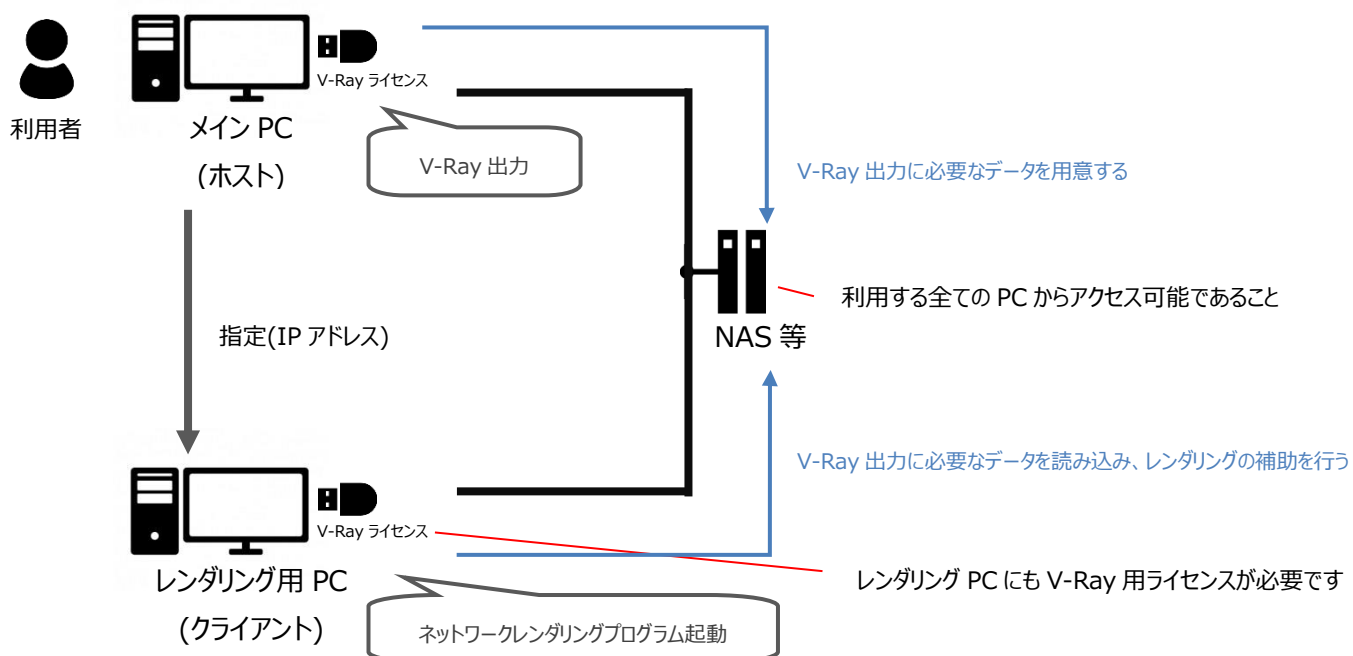 利用者
V-Ray ライセンス
メイン PC
(ホスト)
V-Ray 出力
V-Ray 出力に必要なデータを用意する
利用する全ての PC からアクセス可能であること
NAS 等
指定(IP アドレス)
V-Ray 出力に必要なデータを読み込み、レンダリングの補助を行う
V-Ray ライセンス
レンダリング PC にも V-Ray 用ライセンスが必要です
レンダリング用 PC
(クライアント)
ネットワークレンダリングプログラム起動